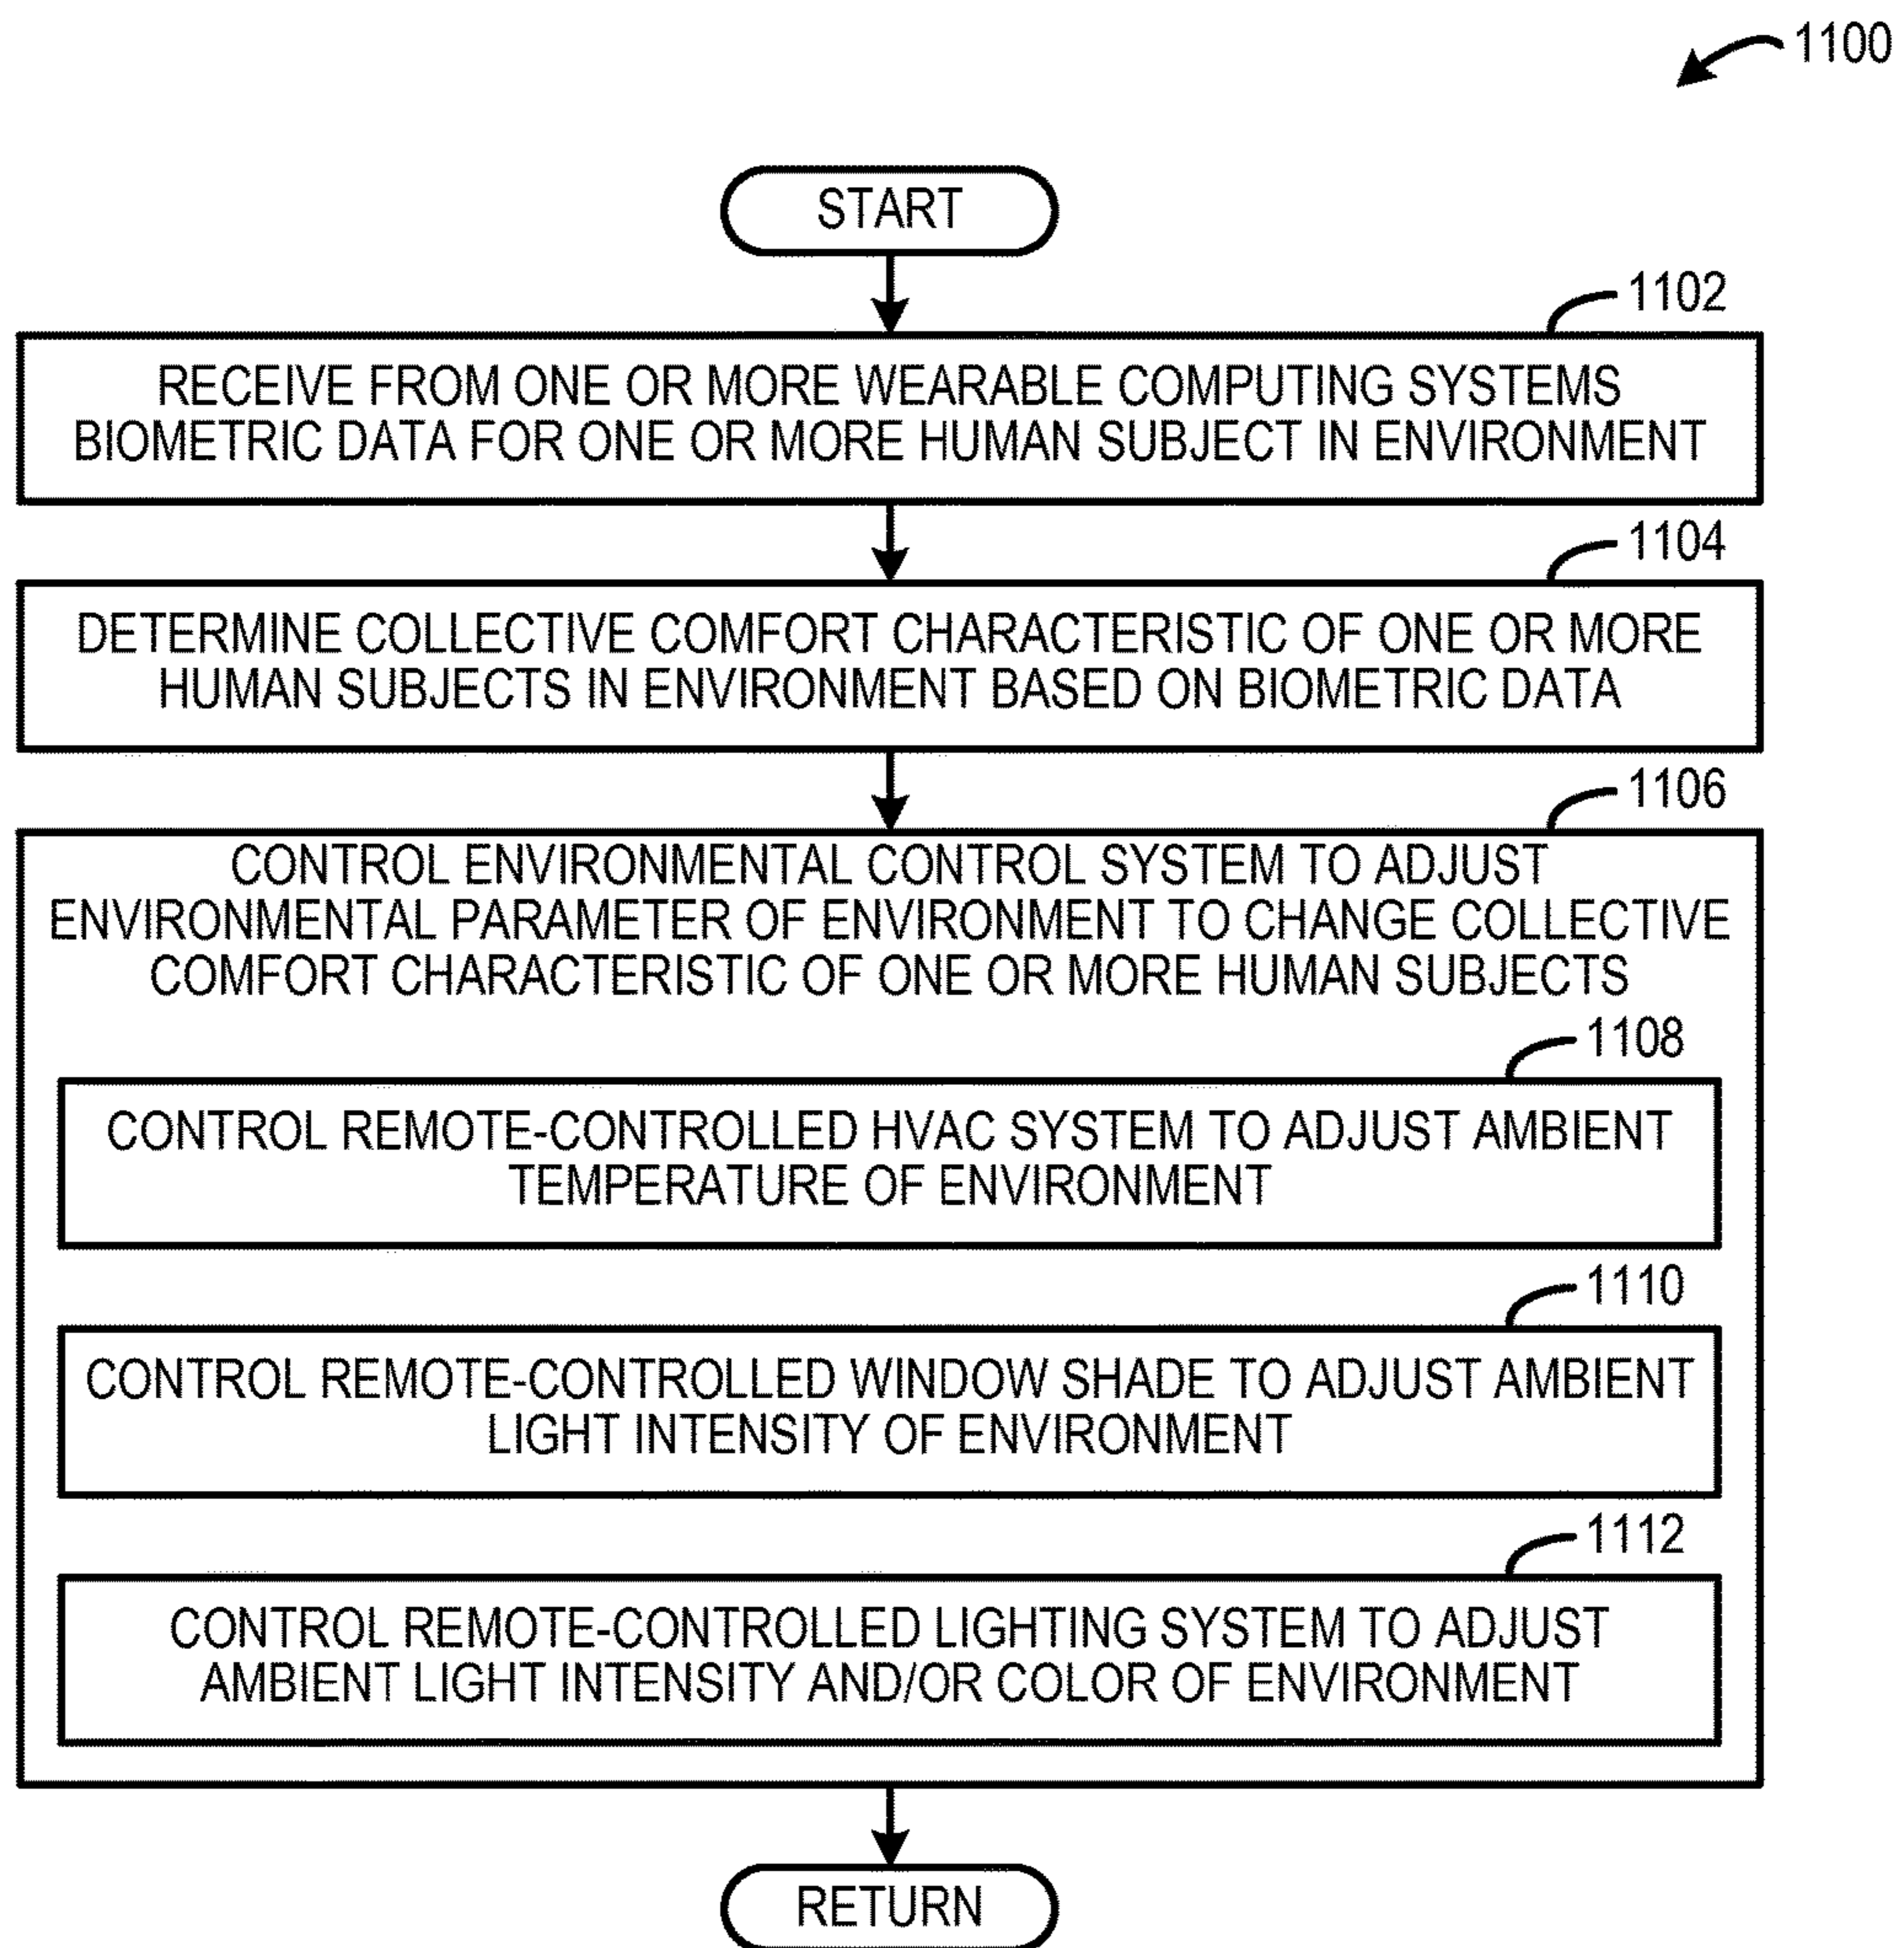 1100
START
1102
RECEIVE FROM ONE OR MORE WEARABLE COMPUTING SYSTEMS
BIOMETRIC DATA FOR ONE OR MORE HUMAN SUBJECT IN ENVIRONMENT
1104
DETERMINE COLLECTIVE COMFORT CHARACTERISTIC OF ONE OR MORE
HUMAN SUBJECTS IN ENVIRONMENT BASED ON BIOMETRIC DATA
1106
CONTROL ENVIRONMENTAL CONTROL SYSTEM TO ADJUST
ENVIRONMENTAL PARAMETER OF ENVIRONMENT TO CHANGE COLLECTIVE
COMFORT CHARACTERISTIC OF ONE OR MORE HUMAN SUBJECTS
1108
CONTROL REMOTE-CONTROLLED HVAC SYSTEM TO ADJUST AMBIENT
TEMPERATURE OF ENVIRONMENT
1110
CONTROL REMOTE-CONTROLLED WINDOW SHADE TO ADJUST AMBIENT
LIGHT INTENSITY OF ENVIRONMENT
1112
CONTROL REMOTE-CONTROLLED LIGHTING SYSTEM TO ADJUST
AMBIENT LIGHT INTENSITY AND/OR COLOR OF ENVIRONMENT
RETURN